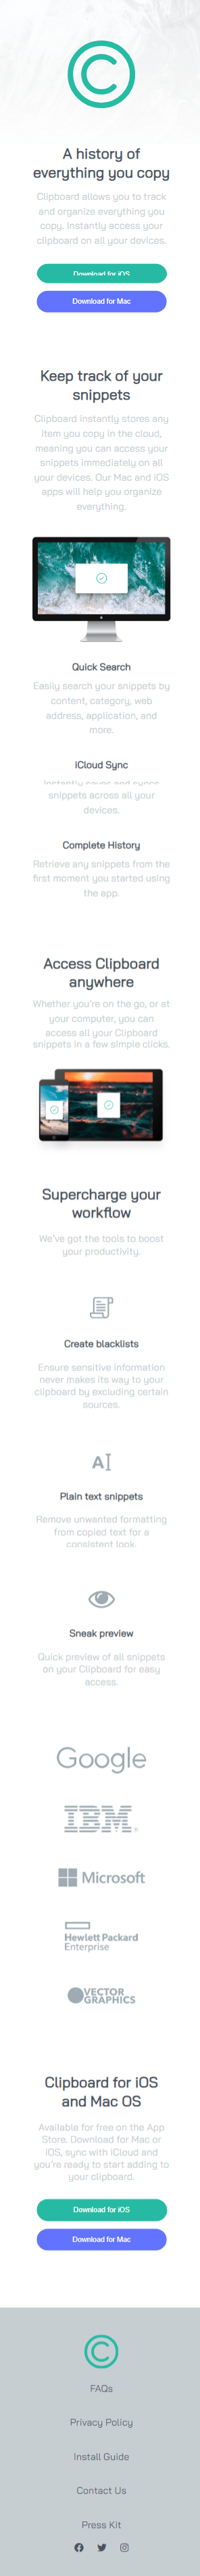 A history of
everything you copy
Clipboard allows you to track
and organize everything you
copy. Instantly access your
clipboard on all your devices.
Download for iOS
Download for Mac
Keep track of your
snippets
Clipboard instantly stores any
item you copy in the cloud,
meaning you can access your
snippets immediately on all
your devices. Our Mac and iOS
apps will help you organize
everything.
Quick Search
Easily search your snippets by
content, category, web
address, application, and
more.
iCloud Sync
Instantly saves and syncs
snippets across all your
devices.
Complete History
Retrieve any snippets from the
first moment you started using
the app.
Access Clipboard
anywhere
Whether you're on the go, or at
your computer, you can
access all your Clipboard
snippets in a few simple clicks.
Supercharge your
workflow
We've got the tools to boost
your productivity.
Create blacklists
Ensure sensitive information
never makes its way to your
clipboard by excluding certain
sources.
Plain text snippets
Remove unwanted formatting
from copied text for a
consistent look.
Sneak preview
Quick preview of all snippets
on your Clipboard for easy
access.
Google
IBM
Microsoft
Hewlett Packard
Enterprise
VECTOR
GRAPHICS
Clipboard for iOS
and Mac OS
Available for free on the App
Store. Download for Mac or
iOS, sync with iCloud and
you're ready to start adding to
your clipboard.
Download for iOS
Download for Mac
FAQs
Privacy Policy
Install Guide
Contact Us
Press Kit